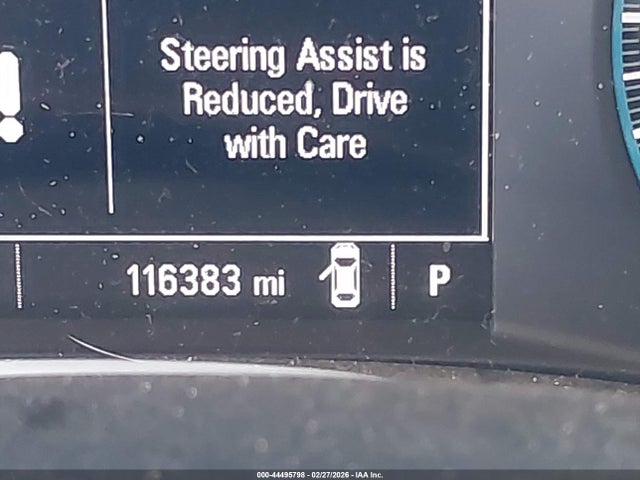 Steering Assist is
Reduced, Drive
with Care
!
116383 mi
P
000-44495798 - 02/27/2026 - IAA Inc.